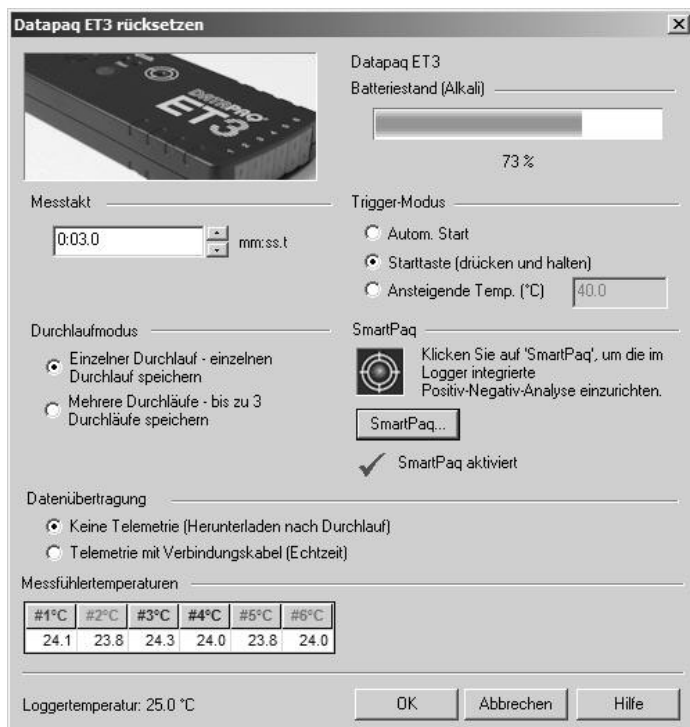 Datapaq ET3 rücksetzen
DATAPAQ
ET3
Datapaq ET3
Batteriestand (Alkali)
73 %
Messtakt
0:03.0 mm:ss.t
Trigger-Modus
Autom. Start
Starttaste (drücken und halten)
Ansteigende Temp. (°C) 40.0
Durchlaufmodus
Einzelner Durchlauf - einzelnen
Durchlauf speichern
Mehrere Durchläufe - bis zu 3
Durchläufe speichern
SmartPaq
Klicken Sie auf 'SmartPaq', um die im
Logger integrierte
Positiv-Negativ-Analyse einzurichten.
SmartPaq...
SmartPaq aktiviert
Datenübertragung
Keine Telemetrie (Herunterladen nach Durchlauf)
Telemetrie mit Verbindungskabel (Echtzeit)
Messfühlertemperaturen
#1°C #2°C #3°C #4°C #5°C #6°C
24.1 23.8 24.3 24.0 23.8 24.0
Loggertemperatur: 25.0 °C
OK Abbrechen Hilfe